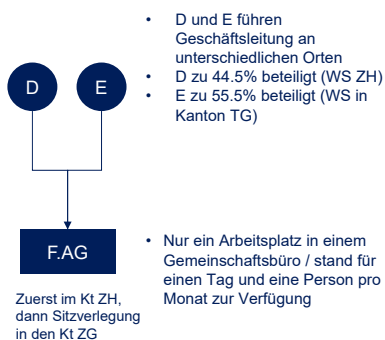 • D und E führen
Geschäftsleitung an
unterschiedlichen Orten
• D zu 44.5% beteiligt (WS ZH)
• E zu 55.5% beteiligt (WS in
Kanton TG)
D
E
F.AG
• Nur ein Arbeitsplatz in einem
Gemeinschaftsbüro / stand für
einen Tag und eine Person pro
Monat zur Verfügung
Zuerst im Kt ZH,
dann Sitzverlegung
in den Kt ZG